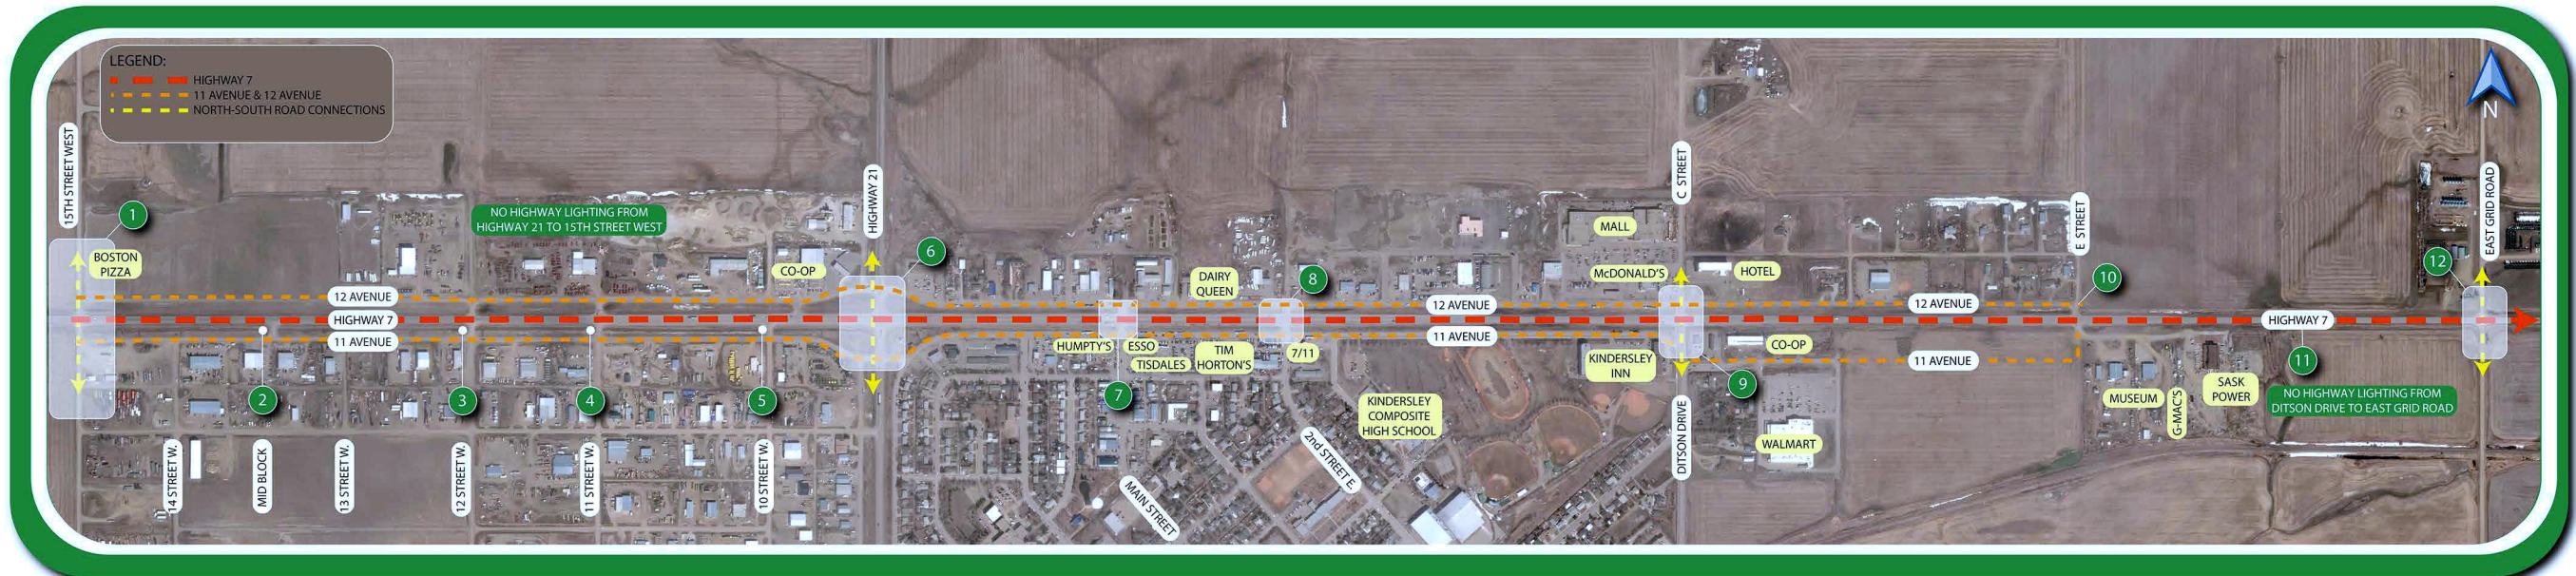 LEGEND:
HIGHWAY 7
11 AVENUE & 12 AVENUE
NORTH-SOUTH ROAD CONNECTIONS
N
15TH STREET WEST
1
BOSTON
PIZZA
NO HIGHWAY LIGHTING FROM
HIGHWAY 21 TO 15TH STREET WEST
CO-OP
HIGHWAY 21
6
DAIRY
QUEEN
8
MALL
McDONALD'S
C STREET
HOTEL
E STREET
10
12
EAST GRID ROAD
12 AVENUE
HIGHWAY 7
11 AVENUE
12 AVENUE
11 AVENUE
12 AVENUE
11 AVENUE
HIGHWAY 7
HUMPTY'S
ESSO
TISDALES
TIM
HORTON'S
7/11
KINDERSLEY
INN
CO-OP
2
3
4
5
7
9
11
KINDERSLEY
COMPOSITE
HIGH SCHOOL
WALMART
MUSEUM
G-MAC'S
SASK
POWER
NO HIGHWAY LIGHTING FROM
DITSON DRIVE TO EAST GRID ROAD
14 STREET W.
MID BLOCK
13 STREET W.
12 STREET W.
11 STREET W.
10 STREET W.
MAIN STREET
2nd STREET E.
DITSON DRIVE